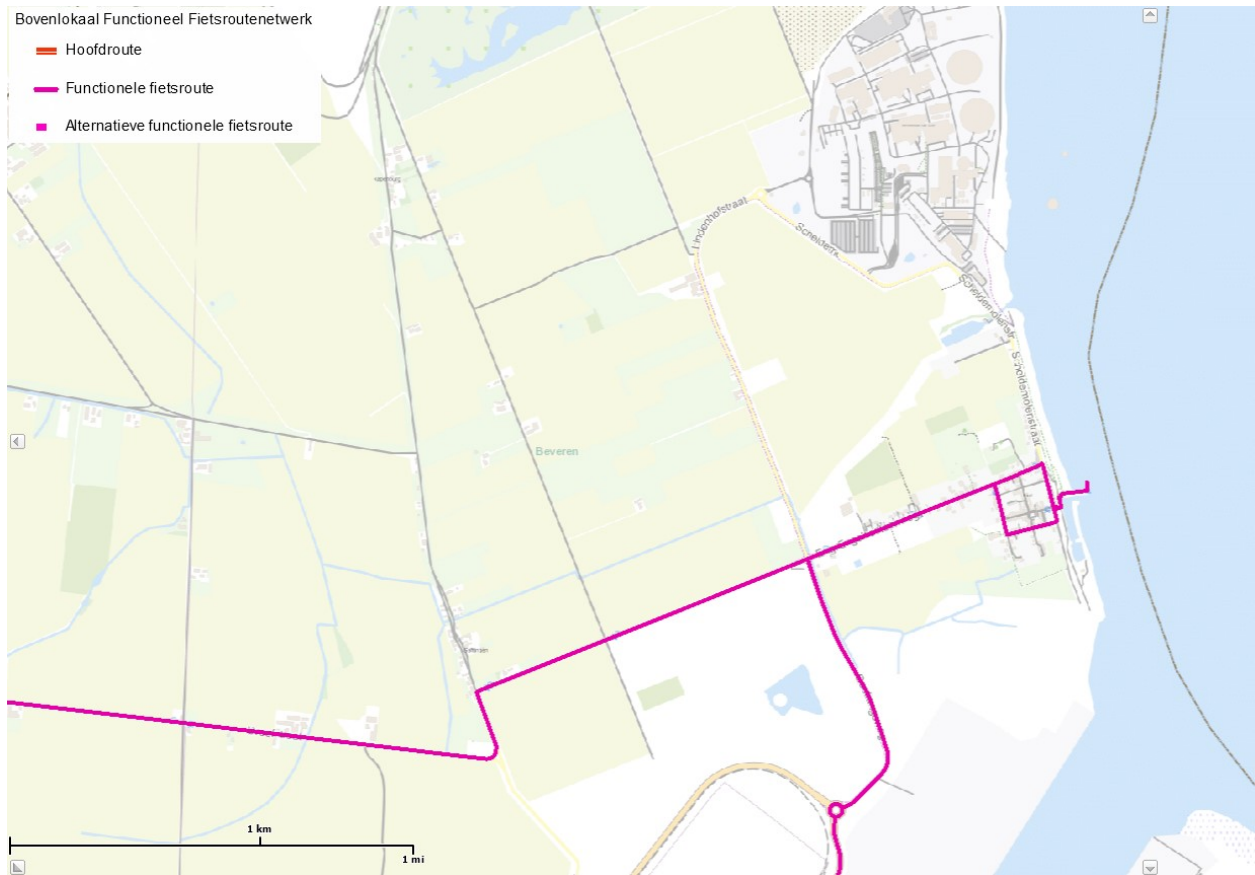 Bovenlokaal Functioneel Fietsroutenetwerk
Hoofdroute
Functionele fietsroute
Alternatieve functionele fietsroute
Lindenhofstraat
Scheldemolenstraat
Beveren
1 km
1 mi